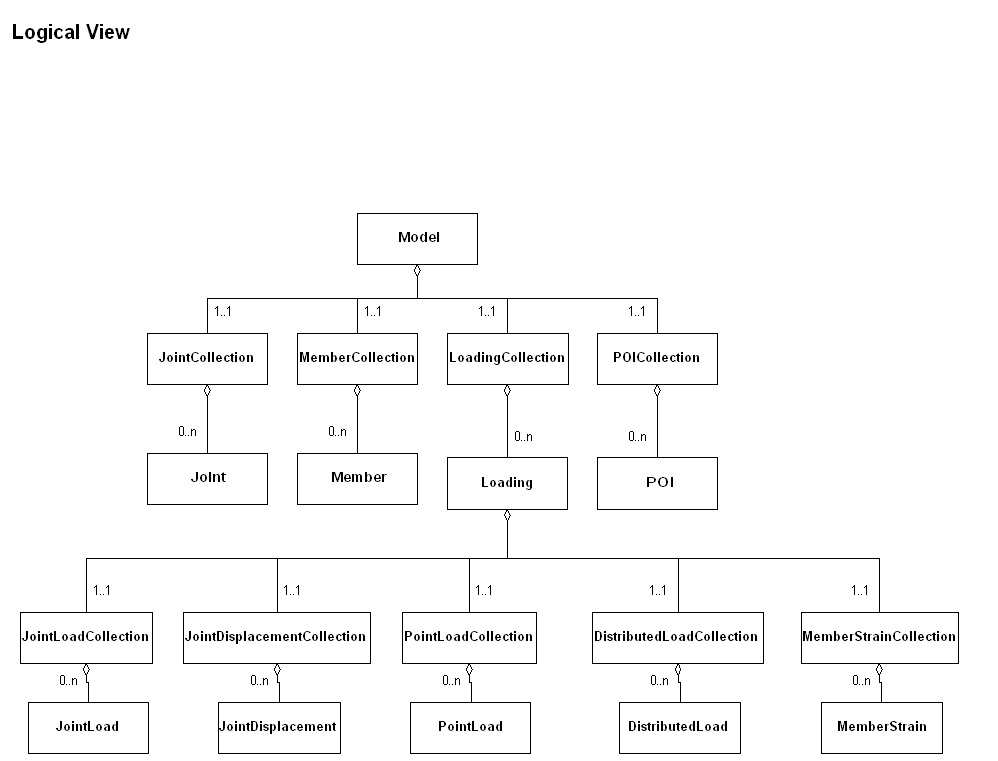 Logical View
Model
1..1 1..1 1..1 1..1
JointCollection MemberCollection LoadingCollection POICollection
0..n 0..n 0..n 0..n
Joint Member Loading POI
1..1 1..1 1..1 1..1 1..1
JointLoadCollection JointDisplacementCollection PointLoadCollection DistributedLoadCollection MemberStrainCollection
0..n 0..n 0..n 0..n 0..n
JointLoad JointDisplacement PointLoad DistributedLoad MemberStrain